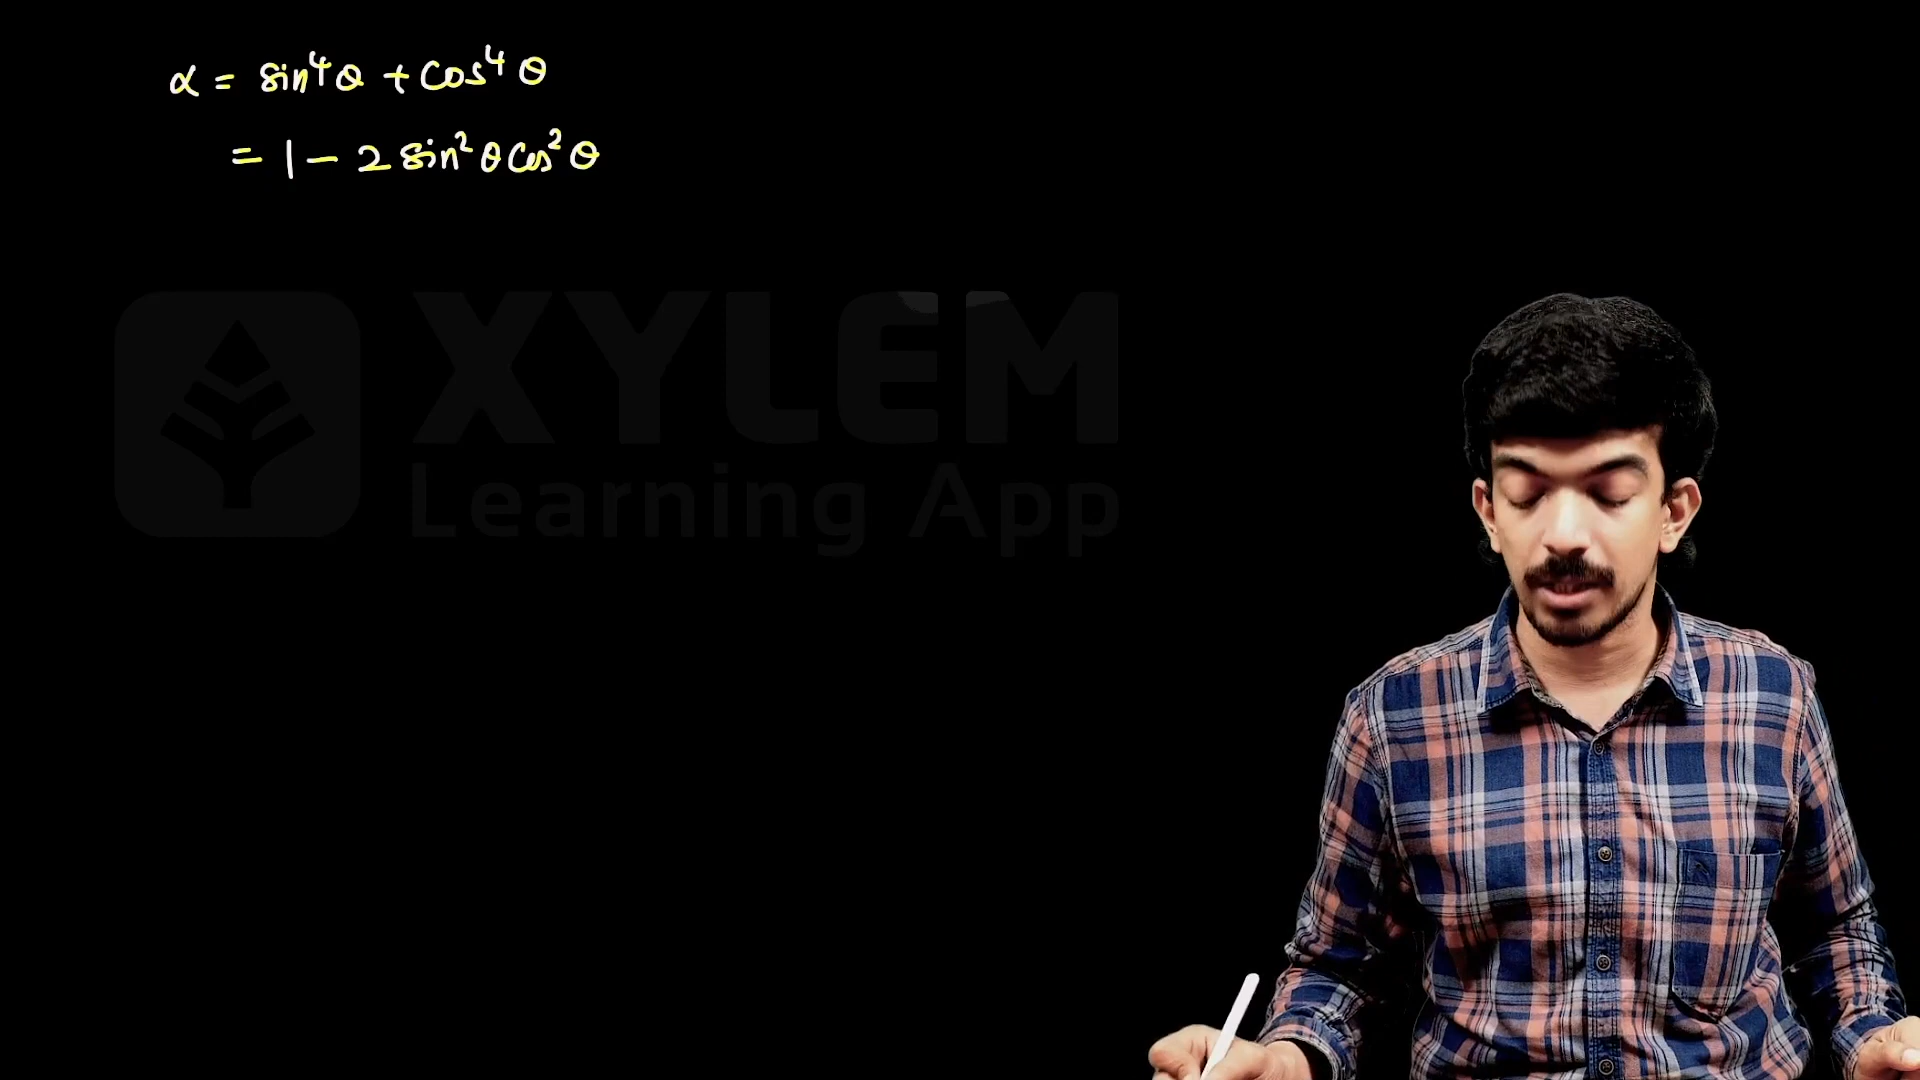 α = sin⁴θ + cos⁴θ
= 1 - 2 sin²θ cos²θ
XYLEM
Learning App